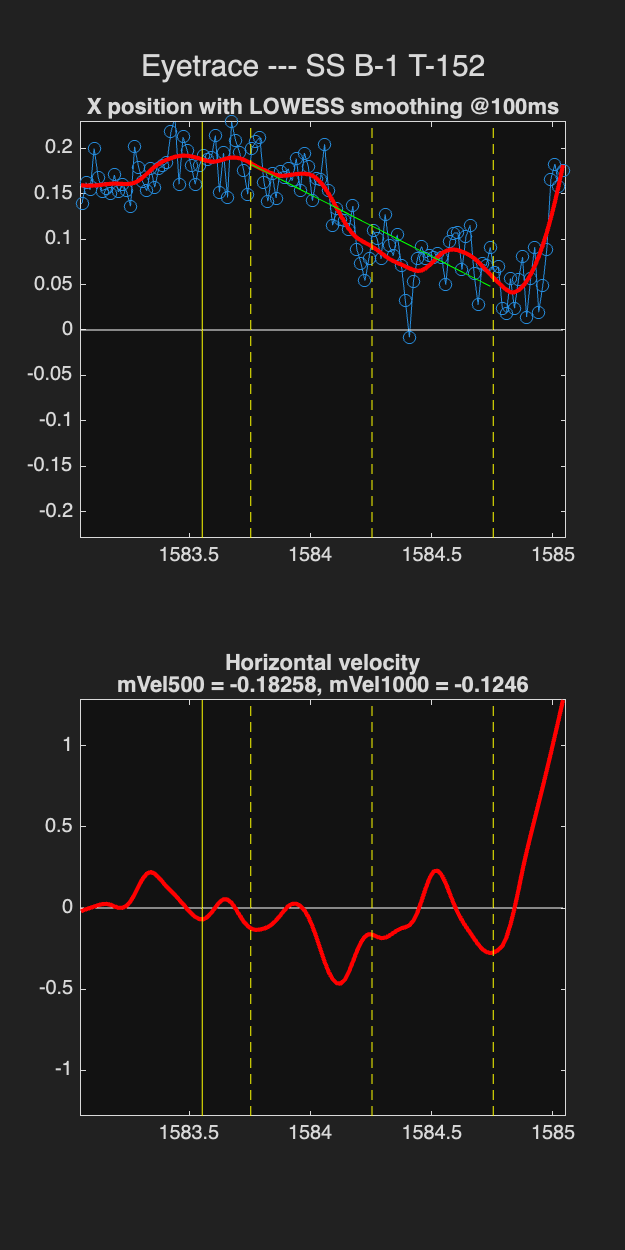 Eyetrace --- SS B-1 T-152
X position with LOWESS smoothing @100ms
0.2
0.15
0.1
0.05
0
-0.05
-0.1
-0.15
-0.2
1583.5 1584 1584.5 1585
Horizontal velocity
mVel500 = -0.18258, mVel1000 = -0.1246
1
0.5
0
-0.5
-1
1583.5 1584 1584.5 1585